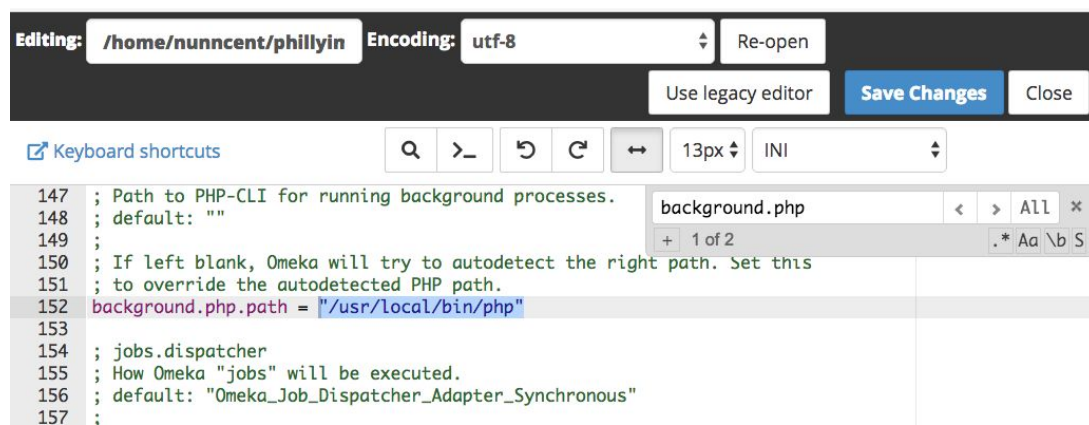 Editing: /home/nunncent/phillyin Encoding: utf-8 Re-open
Use legacy editor Save Changes Close
Keyboard shortcuts >_ 13px INI
147 ; Path to PHP-CLI for running background processes.
background.php < > All ×
148 ; default: ""
149 ;
+ 1 of 2 .* Aa \b S
150 ; If left blank, Omeka will try to autodetect the right path. Set this
151 ; to override the autodetected PHP path.
152 background.php.path = "/usr/local/bin/php"
153
154 ; jobs.dispatcher
155 ; How Omeka "jobs" will be executed.
156 ; default: "Omeka_Job_Dispatcher_Adapter_Synchronous"
157 ;